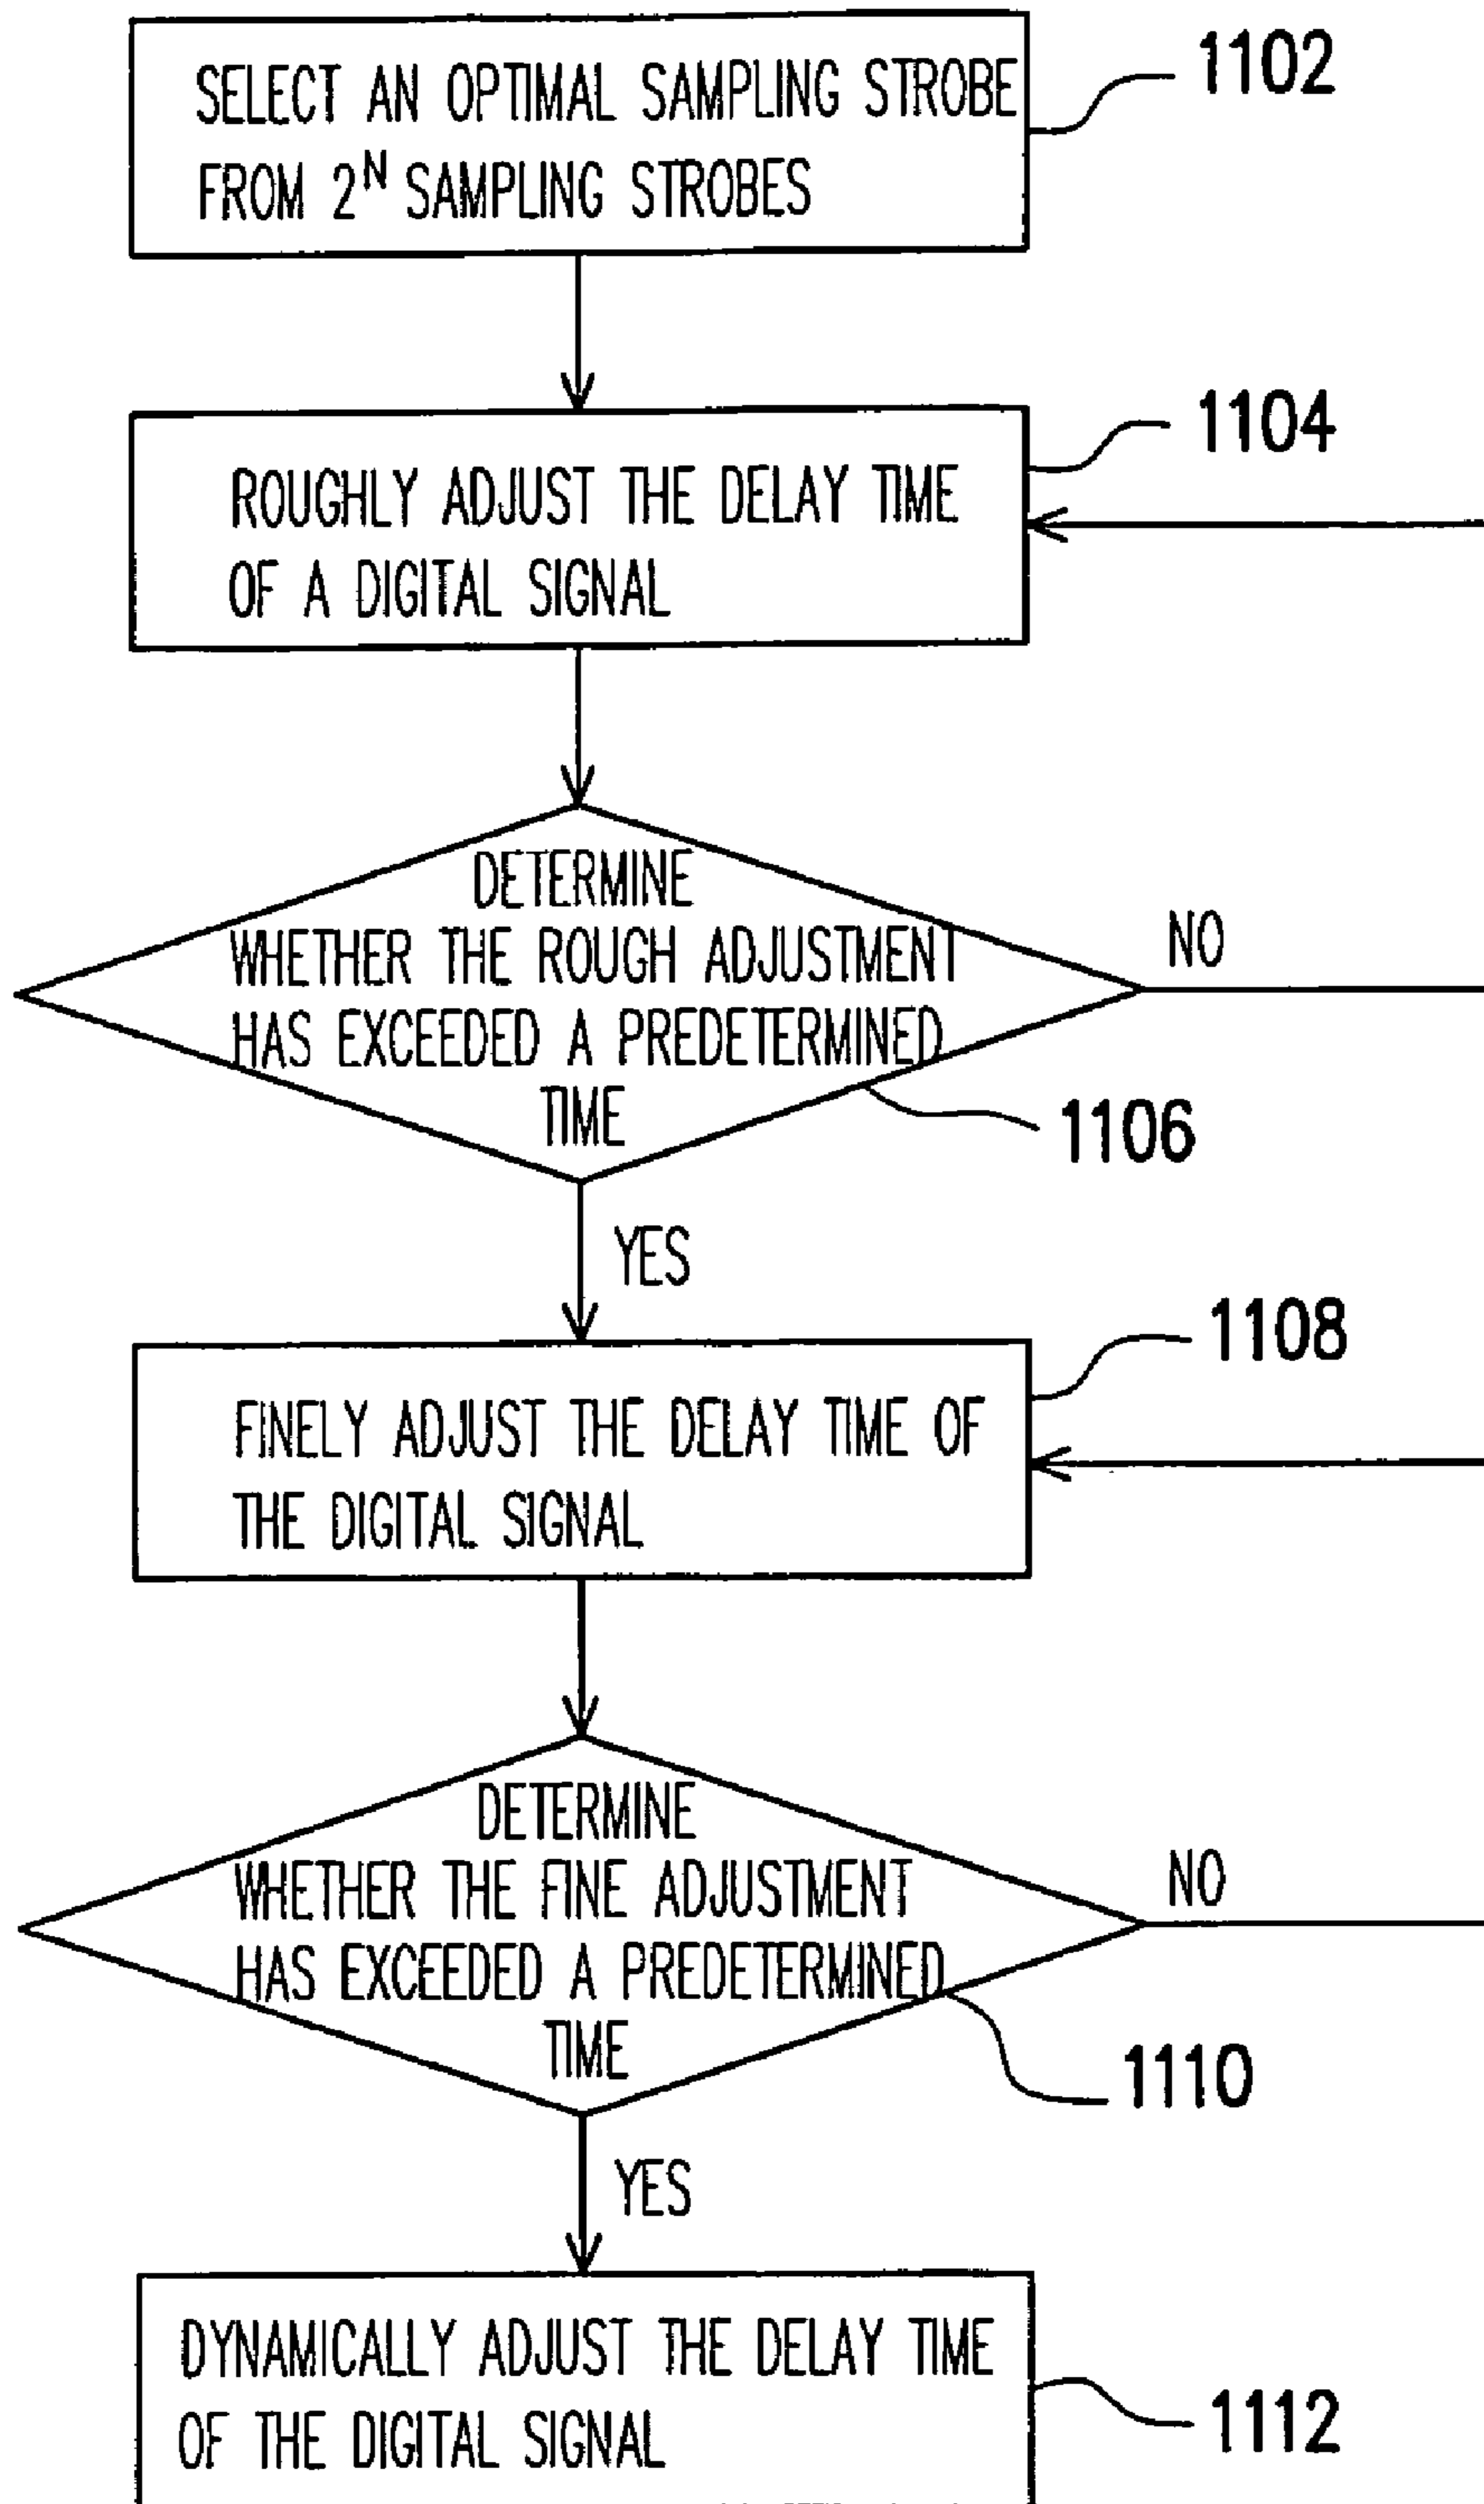 SELECT AN OPTIMAL SAMPLING STROBE
FROM 2^N SAMPLING STROBES
1102
ROUGHLY ADJUST THE DELAY TIME
OF A DIGITAL SIGNAL
1104
DETERMINE
WHETHER THE ROUGH ADJUSTMENT
HAS EXCEEDED A PREDETERMINED
TIME
NO
1106
YES
FINELY ADJUST THE DELAY TIME OF
THE DIGITAL SIGNAL
1108
DETERMINE
WHETHER THE FINE ADJUSTMENT
HAS EXCEEDED A PREDETERMINED
TIME
NO
1110
YES
DYNAMICALLY ADJUST THE DELAY TIME
OF THE DIGITAL SIGNAL
1112